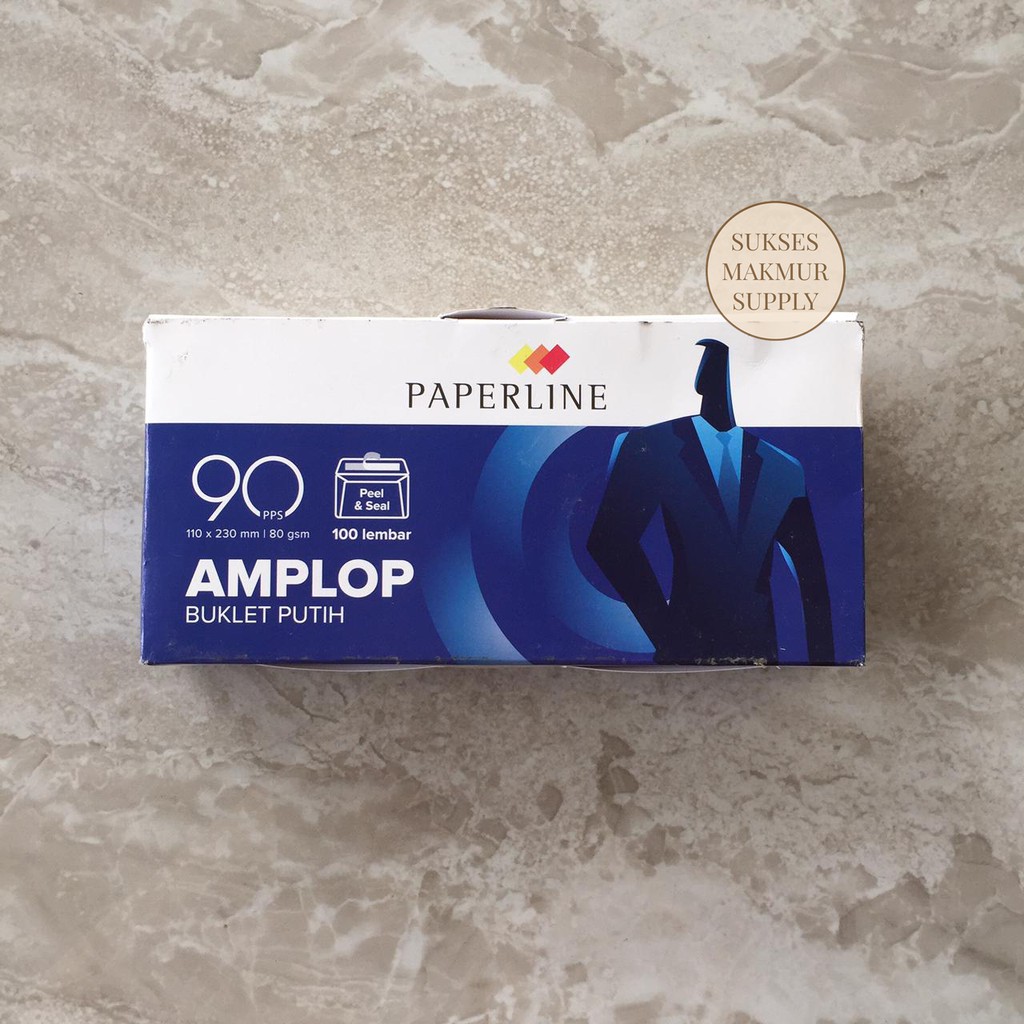 SUKSES
MAKMUR
SUPPLY
PAPERLINE
90 PPS
110 x 230 mm | 80 gsm
Peel
& Seal
100 lembar
AMPLOP
BUKLET PUTIH